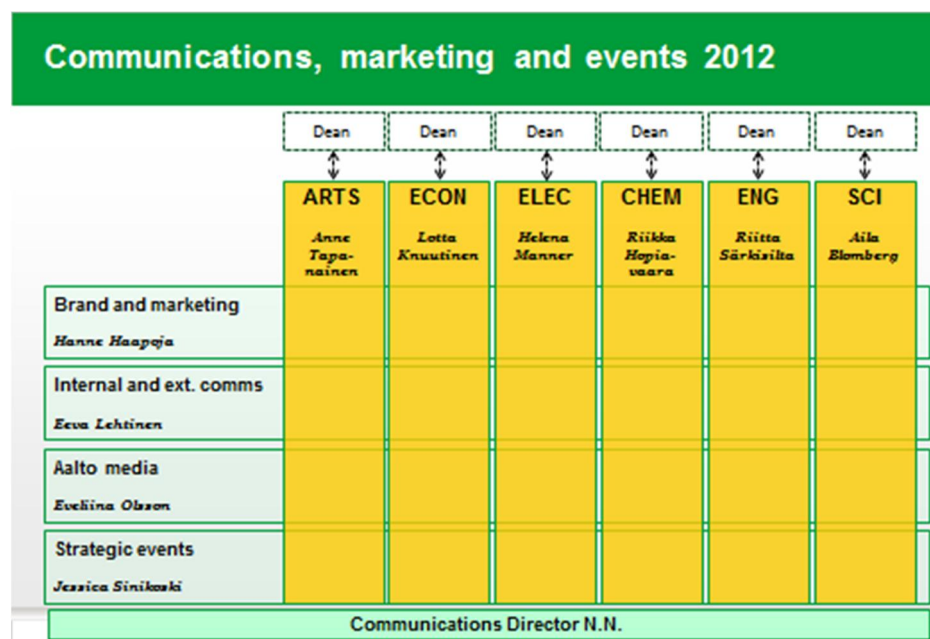 Communications, marketing and events 2012
Dean Dean Dean Dean Dean Dean
ARTS ECON ELEC CHEM ENG SCI
Anne Lotta Helena Riikka Riitta Aila
Tapa- Knuutinen Manner Hopia- Särkisilta Blomberg
nainen vaara
Brand and marketing
Hanne Haapoja
Internal and ext. comms
Eeva Lehtinen
Aalto media
Eveliina Olsson
Strategic events
Jessica Sinikoski
Communications Director N.N.